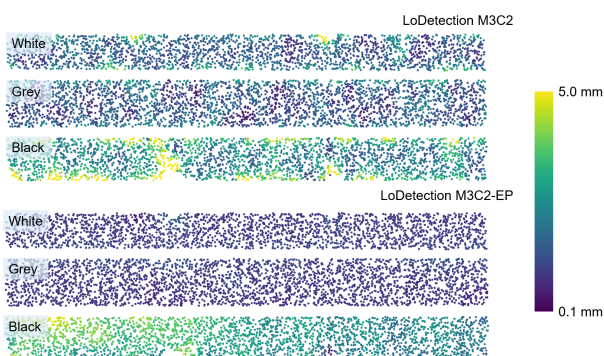 LoDetection M3C2
White
Grey
5.0 mm
Black
LoDetection M3C2-EP
White
Grey
0.1 mm
Black